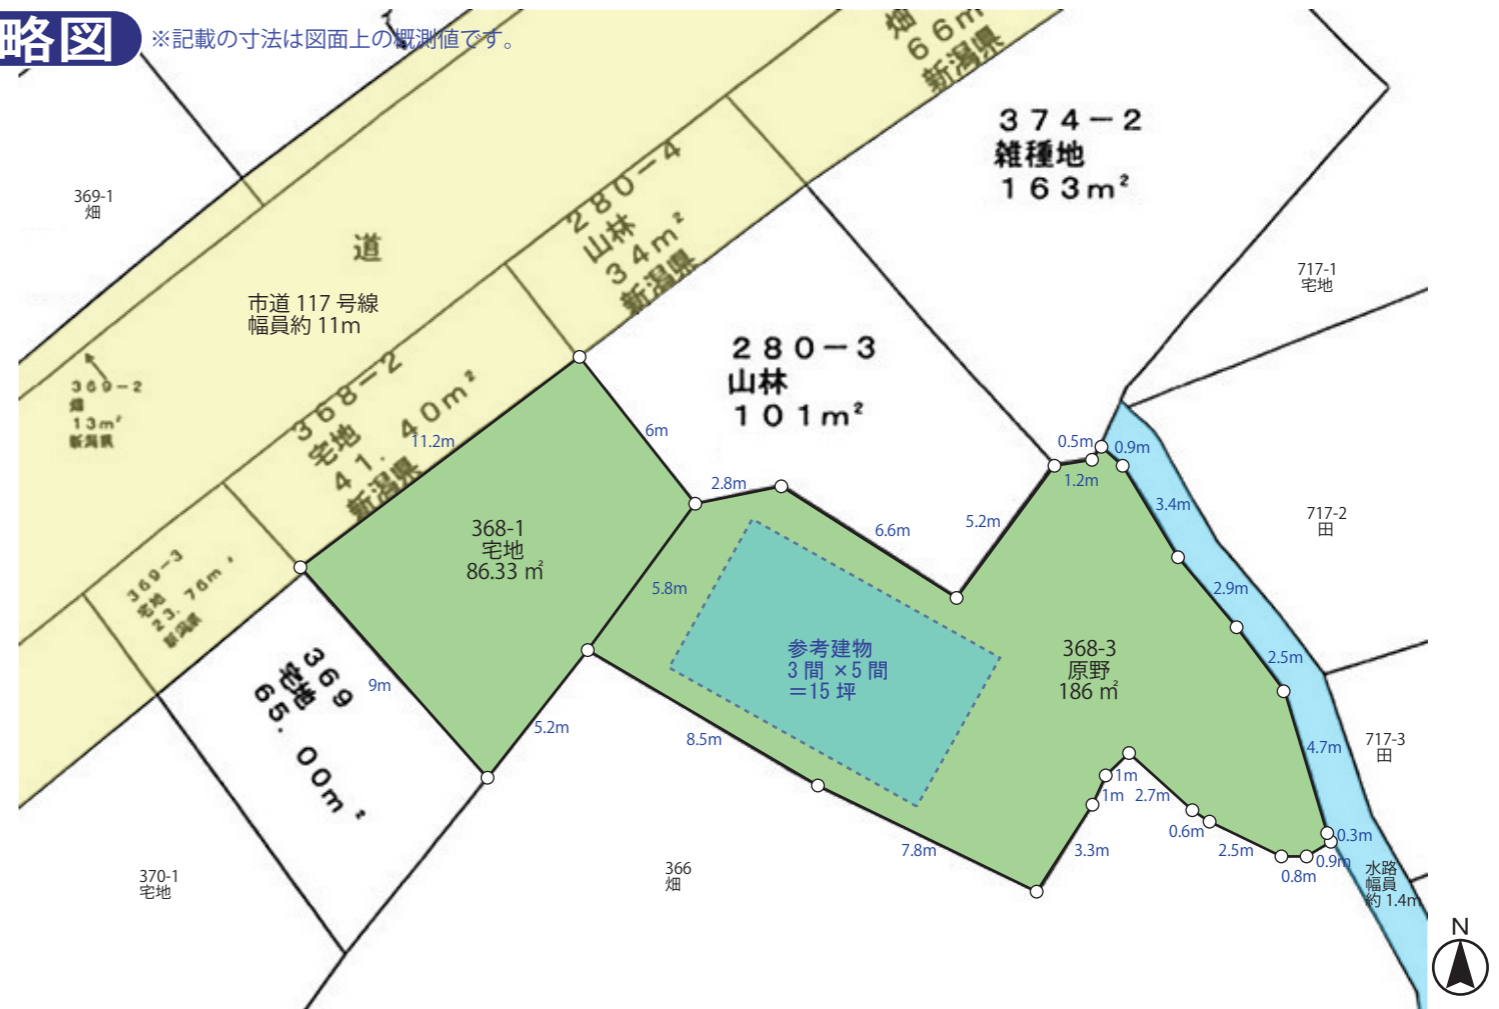 略図
※記載の寸法は図面上の概測値です。
畑
66m
新潟県
374-2
雑種地
163m²
369-1
畑
道
市道 117 号線
幅員約 11m
280-4
山林
34m²
新潟県
717-1
宅地
280-3
山林
101m²
369-2
畑
13m²
新潟県
368-2
宅地
41.40m²
新潟県
11.2m
6m
2.8m
6.6m
5.2m
0.5m
1.2m
0.9m
3.4m
717-2
田
368-1
宅地
86.33 ㎡
369-3
宅地
23.76m²
新潟県
5.8m
2.9m
2.5m
参考建物
3 間 ×5 間
＝15 坪
368-3
原野
186 ㎡
369
宅地
65.00m²
9m
5.2m
8.5m
7.8m
3.3m
1m
1m
2.7m
0.6m
2.5m
0.8m
0.9m
0.3m
4.7m
717-3
田
水路
幅員
約 1.4m
370-1
宅地
366
畑
N